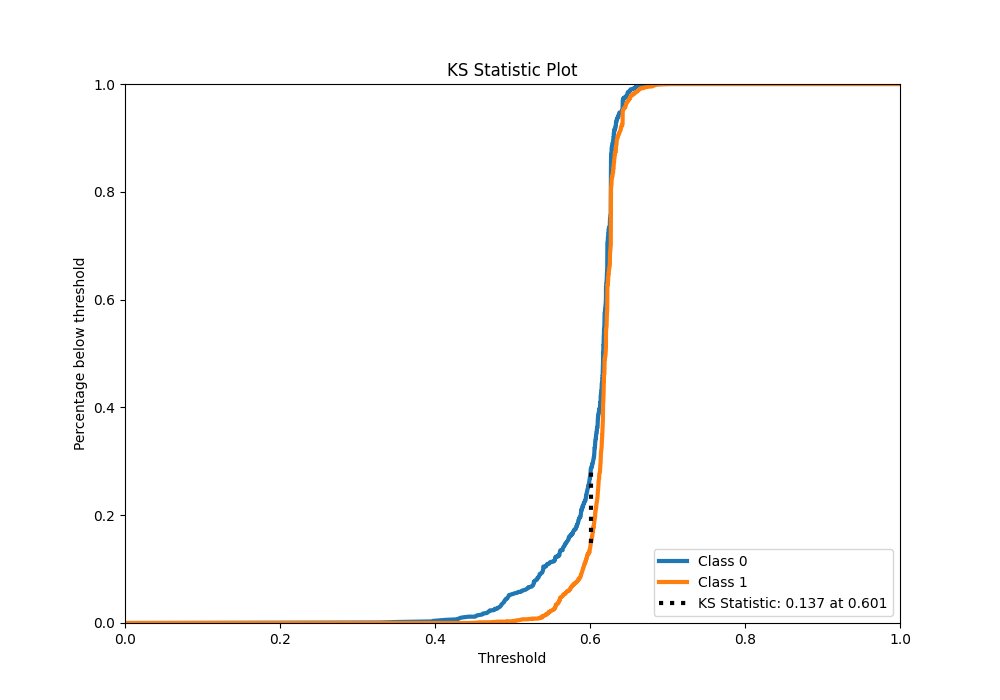 KS Statistic Plot
Percentage below threshold
1.0
0.8
0.6
0.4
0.2
0.0
0.0 0.2 0.4 0.6 0.8 1.0
Threshold
Class 0
Class 1
KS Statistic: 0.137 at 0.601